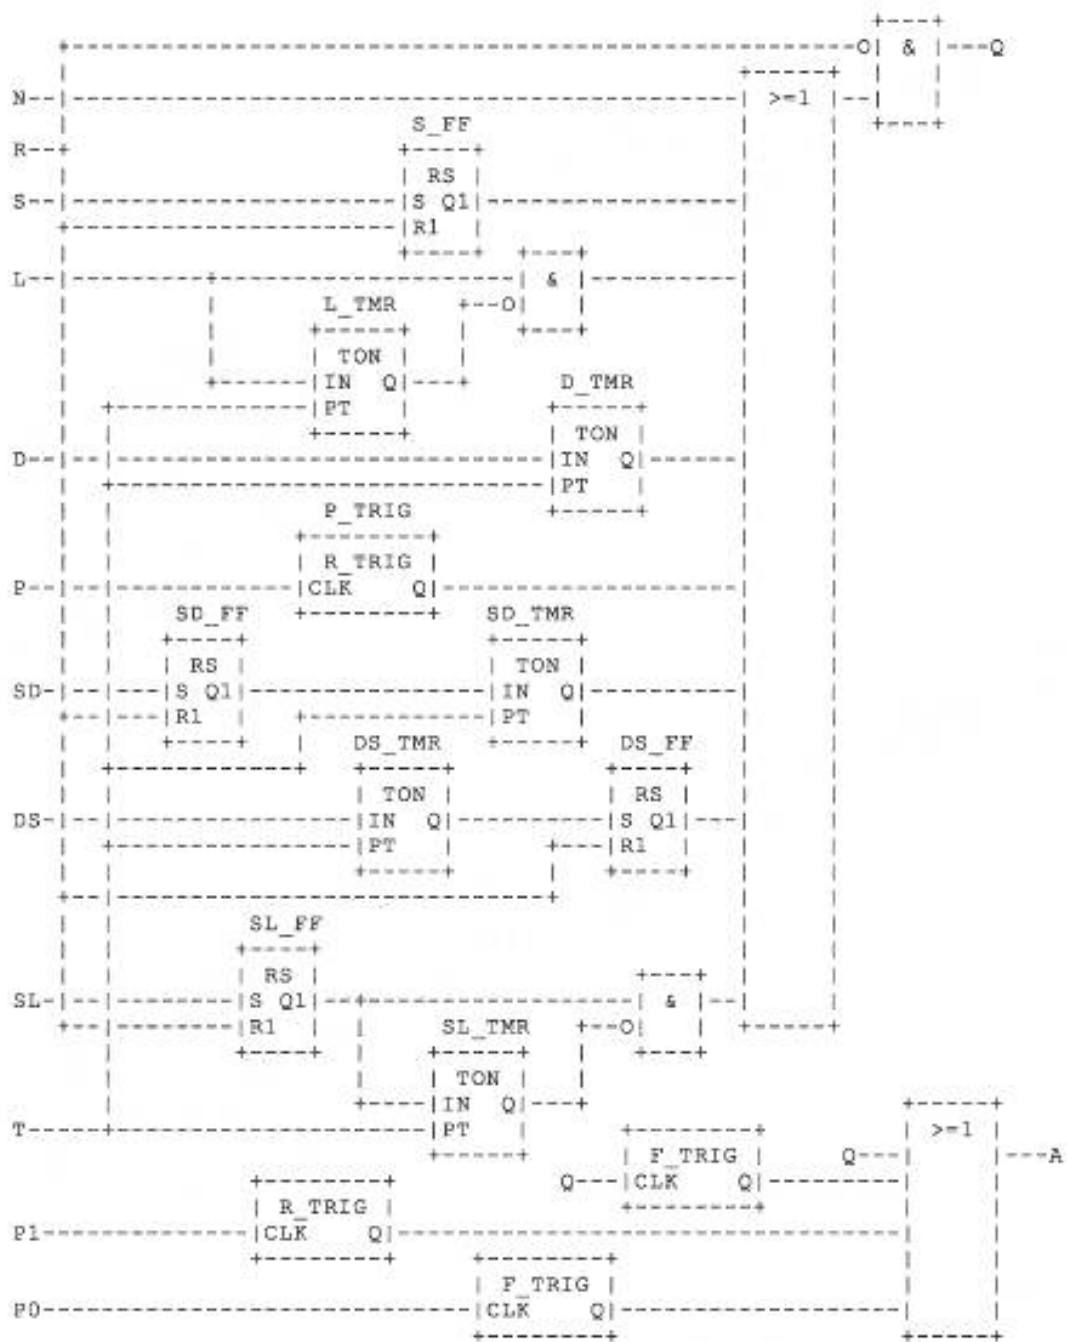 & Q
N >=1
S_FF
R
RS
S S Q1
R1
L &
L_TMR
TON
IN Q D_TMR
PT
TON
D IN Q
PT
P_TRIG
R_TRIG
P CLK Q
SD_FF SD_TMR
RS TON
SD S Q1 IN Q
R1 PT
DS_TMR DS_FF
TON RS
DS IN Q S Q1
PT R1
SL_FF
RS
SL S Q1 &
R1 SL_TMR
TON
IN Q
T PT >=1
F_TRIG Q A
Q CLK Q
R_TRIG
P1 CLK Q
F_TRIG
P0 CLK Q